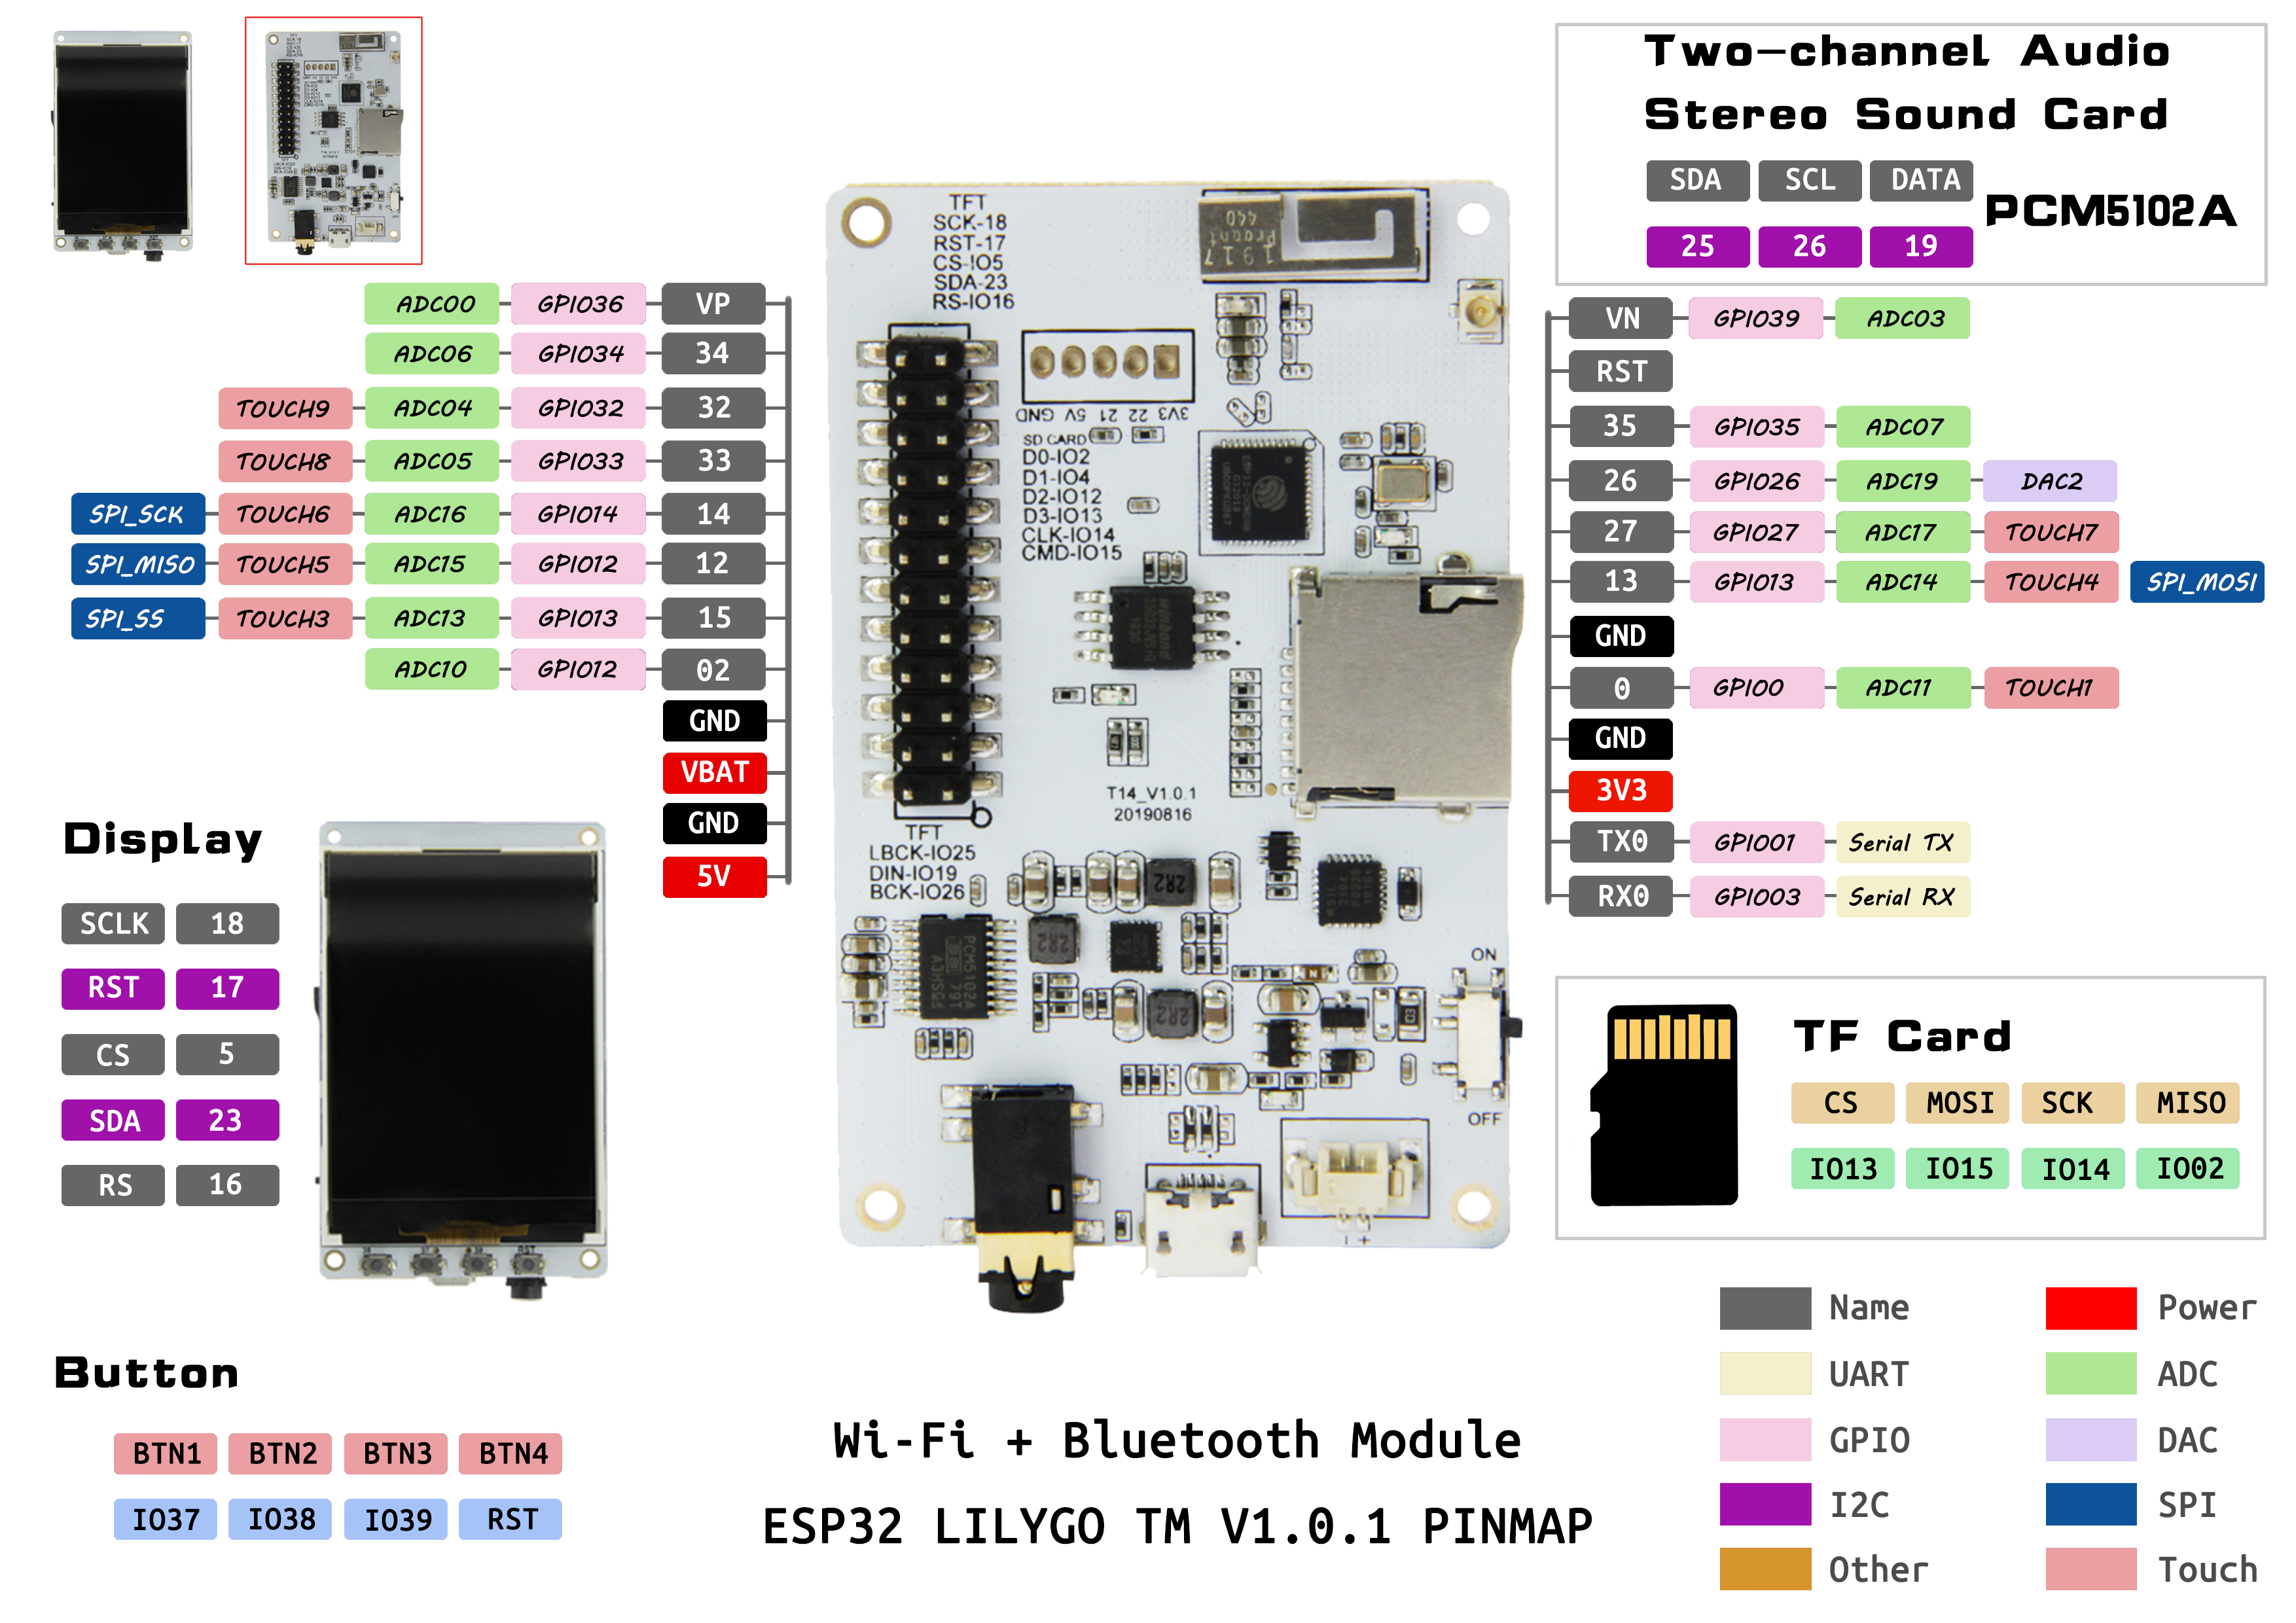 Two-channel Audio
Stereo Sound Card
SDA SCL DATA
PCM5102A
25 26 19
ADC00 GPIO36 VP
ADC06 GPIO34 34
TOUCH9 ADC04 GPIO32 32
TOUCH8 ADC05 GPIO33 33
SPI_SCK TOUCH6 ADC16 GPIO14 14
SPI_MISO TOUCH5 ADC15 GPIO12 12
SPI_SS TOUCH3 ADC13 GPIO13 15
ADC10 GPIO12 02
GND
VBAT
GND
5V
TFT
SCK-18
RST-17
CS-IO5
SDA-23
RS-IO16
GND 5V 21 22 3V3
SD CARD
D0-IO2
D1-IO4
D2-IO12
D3-IO13
CLK-IO14
CMD-IO15
T14_V1.0.1
20190816
TFT
LBCK-IO25
DIN-IO19
BCK-IO26
2R2
2R2
2R2
PCM5102A
ON
OFF
- +
VN GPIO39 ADC03
RST
35 GPIO35 ADC07
26 GPIO26 ADC19 DAC2
27 GPIO27 ADC17 TOUCH7
13 GPIO13 ADC14 TOUCH4 SPI_MOSI
GND
0 GPIO0 ADC11 TOUCH1
GND
3V3
TX0 GPIO01 Serial TX
RX0 GPIO03 Serial RX
Display
SCLK 18
RST 17
CS 5
SDA 23
RS 16
TF Card
CS MOSI SCK MISO
IO13 IO15 IO14 IO02
Button
BTN1 BTN2 BTN3 BTN4
IO37 IO38 IO39 RST
Wi-Fi + Bluetooth Module
ESP32 LILYGO TM V1.0.1 PINMAP
Name Power
UART ADC
GPIO DAC
I2C SPI
Other Touch